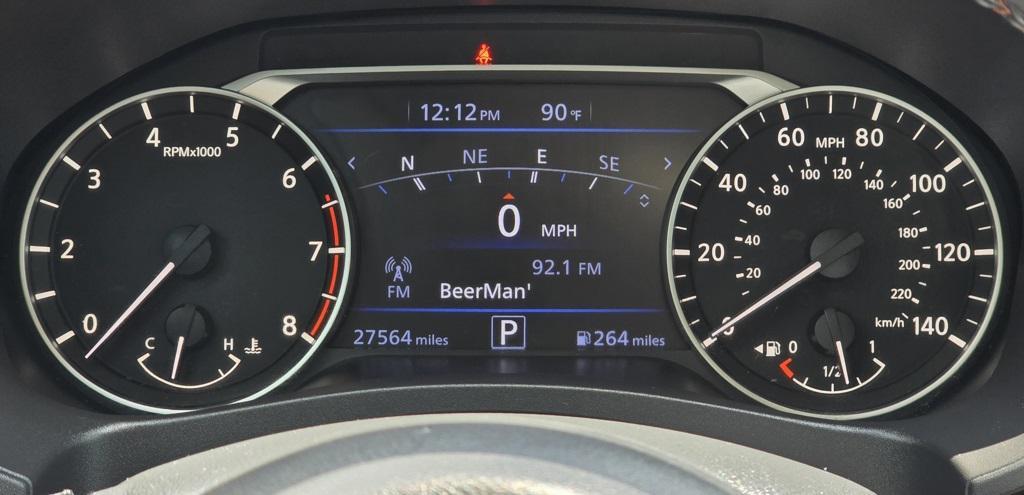 12:12 PM 90°F
N NE E SE
0 MPH
92.1 FM
FM BeerMan'
27564 miles P 264 miles
0 2 3 4 5 6 7 8
RPMx1000
C H
0 20 40 60 80 100 120 140
MPH
20 40 60 80 100 120 140 160 180 200 220
km/h
0 1/2 1